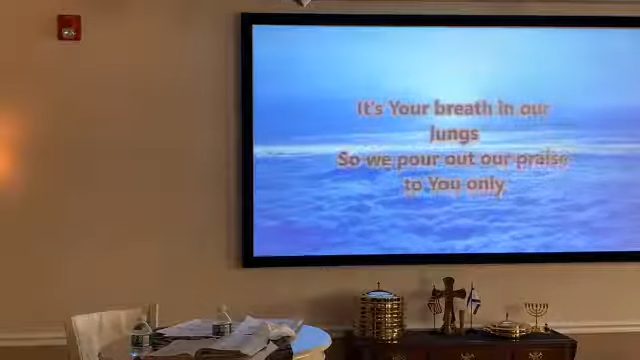 It's Your breath in our
lungs
So we pour out our praise
to You only